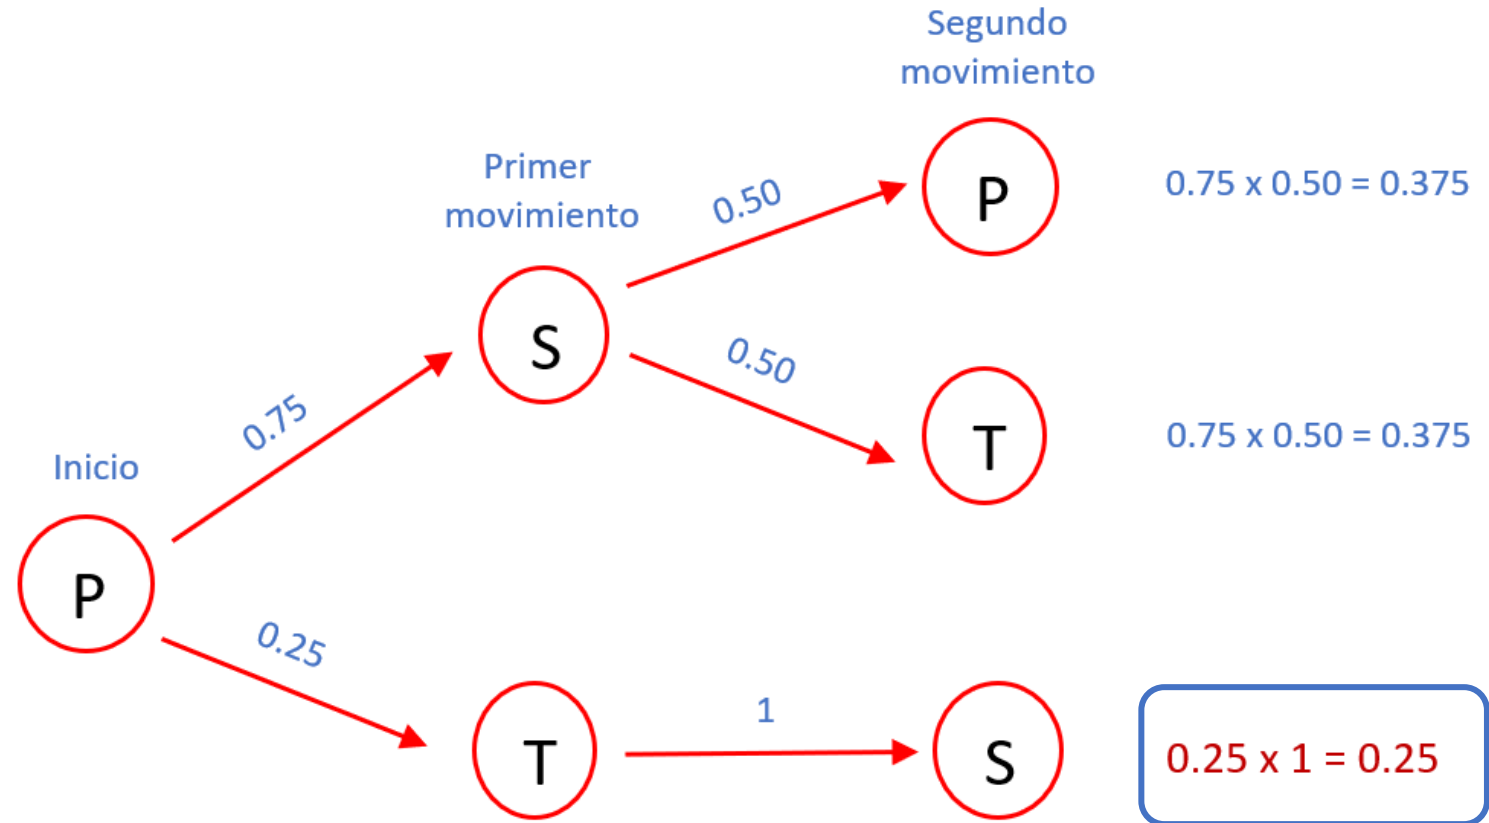 Segundo
movimiento
P
0.75 x 0.50 = 0.375
Primer
movimiento
0.50
S
0.50
T
0.75 x 0.50 = 0.375
0.75
Inicio
P
0.25
T
1
S
0.25 x 1 = 0.25